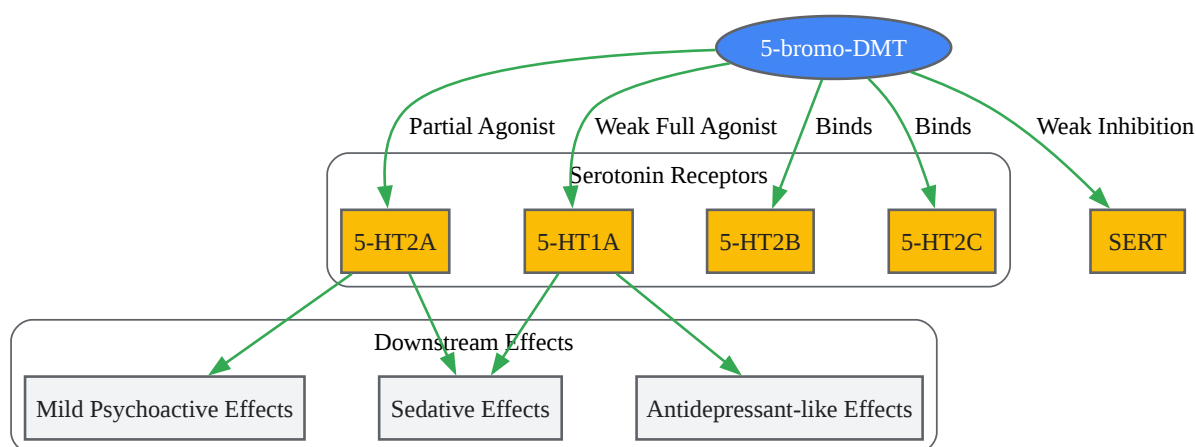 5-bromo-DMT
Partial Agonist
Weak Full Agonist
Binds
Binds
Weak Inhibition
Serotonin Receptors
5-HT2A
5-HT1A
5-HT2B
5-HT2C
SERT
Downstream Effects
Mild Psychoactive Effects
Sedative Effects
Antidepressant-like Effects